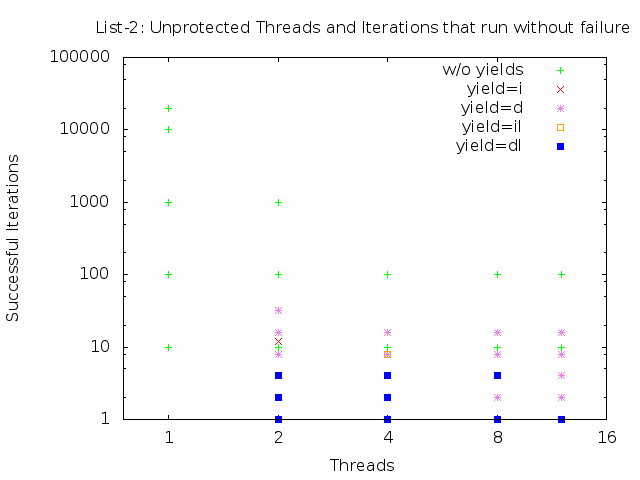 List-2: Unprotected Threads and Iterations that run without failure
100000
10000
1000
100
10
1
Successful Iterations
w/o yields
yield=i
yield=d
yield=il
yield=dl
1
2
4
8
16
Threads